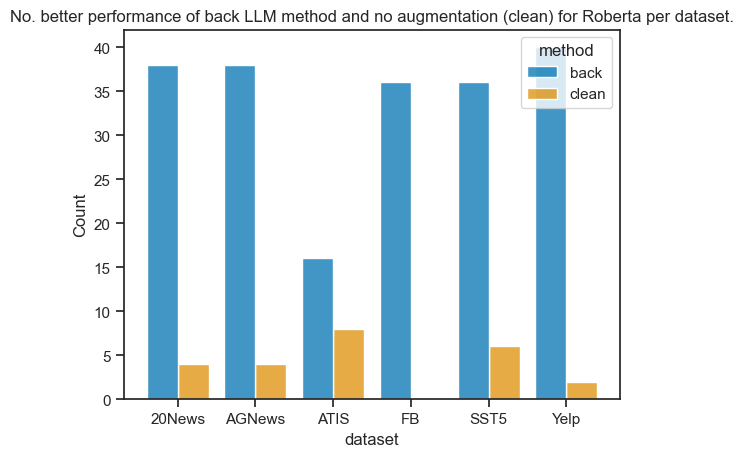 No. better performance of back LLM method and no augmentation (clean) for Roberta per dataset.
method
back
clean
40
35
30
25
20
15
10
5
0
Count
20News AGNews ATIS FB SST5 Yelp
dataset